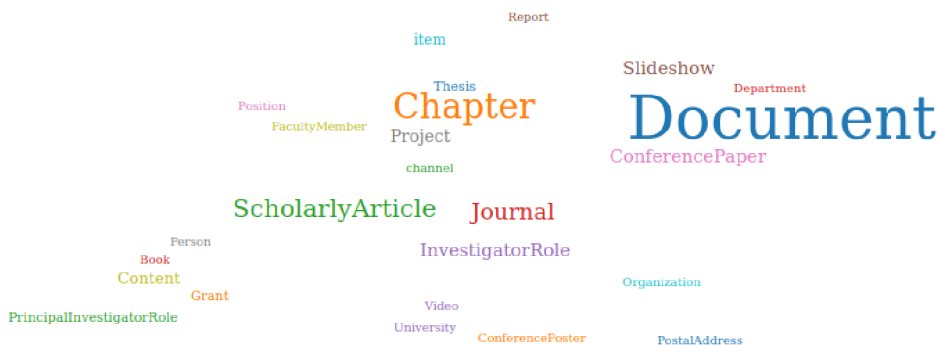 Report
item
Slideshow
Thesis
Department
Position
Chapter
Document
FacultyMember
Project
ConferencePaper
channel
ScholarlyArticle
Journal
Person
InvestigatorRole
Book
Content
Organization
Grant
Video
PrincipalInvestigatorRole
University
ConferencePoster
PostalAddress